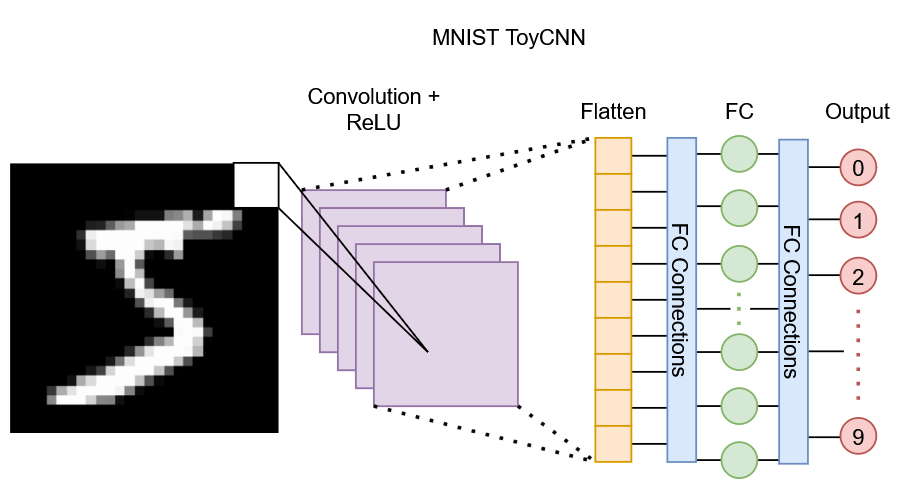 MNIST ToyCNN
Convolution +
ReLU
Flatten
FC
Output
FC Connections
FC Connections
0
1
2
9